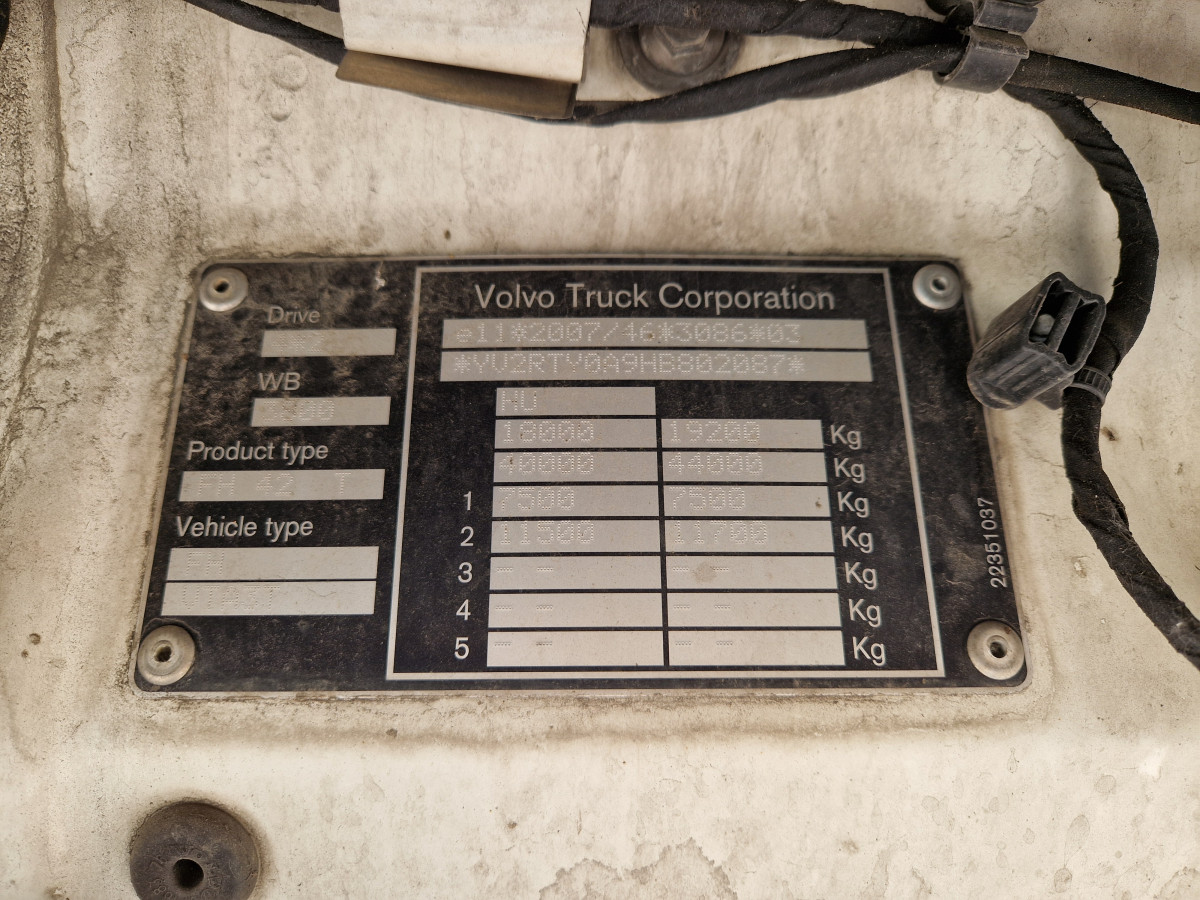 Volvo Truck Corporation
e11*2007/46*3086*03
*YV2RTY0A9HB802087*
HU
18000 19200 Kg
40000 44000 Kg
1 7500 7500 Kg
2 11500 11700 Kg
3 - - - - Kg
4 - - - - Kg
5 - - - - Kg
Drive
WB
Product type
FH 42 T
Vehicle type
22351037